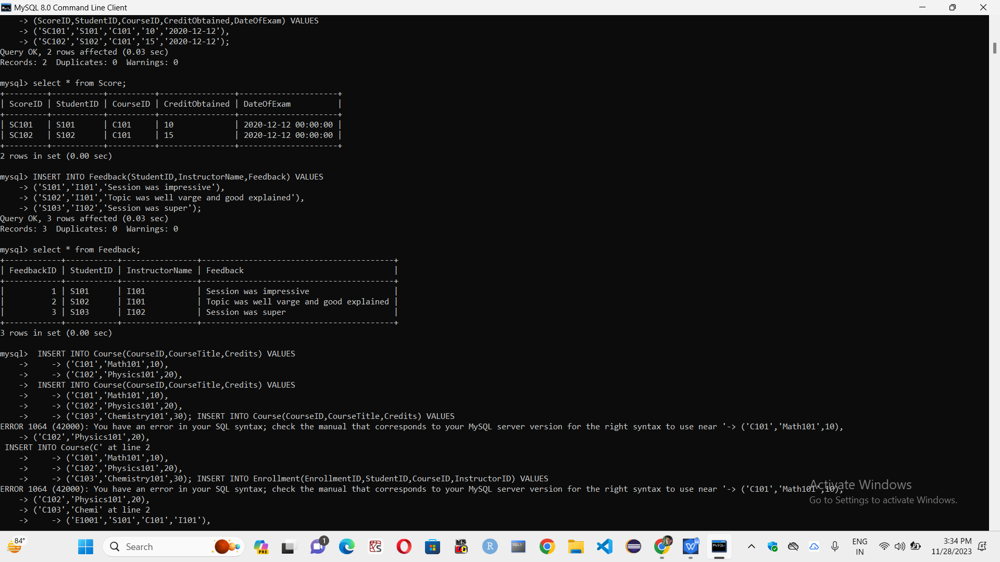 MySQL 8.0 Command Line Client
    -> (ScoreID,StudentID,CourseID,CreditObtained,DateOfExam) VALUES
    -> ('SC101','S101','C101','10','2020-12-12'),
    -> ('SC102','S102','C101','15','2020-12-12');
Query OK, 2 rows affected (0.03 sec)
Records: 2  Duplicates: 0  Warnings: 0
mysql> select * from Score;
+---------+-----------+----------+----------------+---------------------+
| ScoreID | StudentID | CourseID | CreditObtained | DateOfExam          |
+---------+-----------+----------+----------------+---------------------+
| SC101   | S101      | C101     | 10             | 2020-12-12 00:00:00 |
| SC102   | S102      | C101     | 15             | 2020-12-12 00:00:00 |
+---------+-----------+----------+----------------+---------------------+
2 rows in set (0.00 sec)
mysql> INSERT INTO Feedback(StudentID,InstructorName,Feedback) VALUES
    -> ('S101','I101','Session was impressive'),
    -> ('S102','I101','Topic was well varge and good explained'),
    -> ('S103','I102','Session was super');
Query OK, 3 rows affected (0.03 sec)
Records: 3  Duplicates: 0  Warnings: 0
mysql> select * from Feedback;
+------------+-----------+----------------+-----------------------------------------+
| FeedbackID | StudentID | InstructorName | Feedback                                |
+------------+-----------+----------------+-----------------------------------------+
|          1 | S101      | I101           | Session was impressive                  |
|          2 | S102      | I101           | Topic was well varge and good explained |
|          3 | S103      | I102           | Session was super                       |
+------------+-----------+----------------+-----------------------------------------+
3 rows in set (0.00 sec)
mysql>  INSERT INTO Course(CourseID,CourseTitle,Credits) VALUES
    ->     -> ('C101','Math101',10),
    ->     -> ('C102','Physics101',20),
    ->  INSERT INTO Course(CourseID,CourseTitle,Credits) VALUES
    ->     -> ('C101','Math101',10),
    ->     -> ('C102','Physics101',20),
    ->     -> ('C103','Chemistry101',30); INSERT INTO Course(CourseID,CourseTitle,Credits) VALUES
ERROR 1064 (42000): You have an error in your SQL syntax; check the manual that corresponds to your MySQL server version for the right syntax to use near '-> ('C101','Math101',10),
    -> ('C102','Physics101',20),
 INSERT INTO Course(C' at line 2
    ->     -> ('C101','Math101',10),
    ->     -> ('C102','Physics101',20),
    ->     -> ('C103','Chemistry101',30); INSERT INTO Enrollment(EnrollmentID,StudentID,CourseID,InstructorID) VALUES
ERROR 1064 (42000): You have an error in your SQL syntax; check the manual that corresponds to your MySQL server version for the right syntax to use near '-> ('C101','Math101',10),
    -> ('C102','Physics101',20),
    -> ('C103','Chemi' at line 2
    ->     -> ('E1001','S101','C101','I101'),
Activate Windows
Go to Settings to activate Windows.
84°
Search
PRE
1
MS
R
SQL>
W
MySQL>
ENG
IN
3:34 PM
11/28/2023